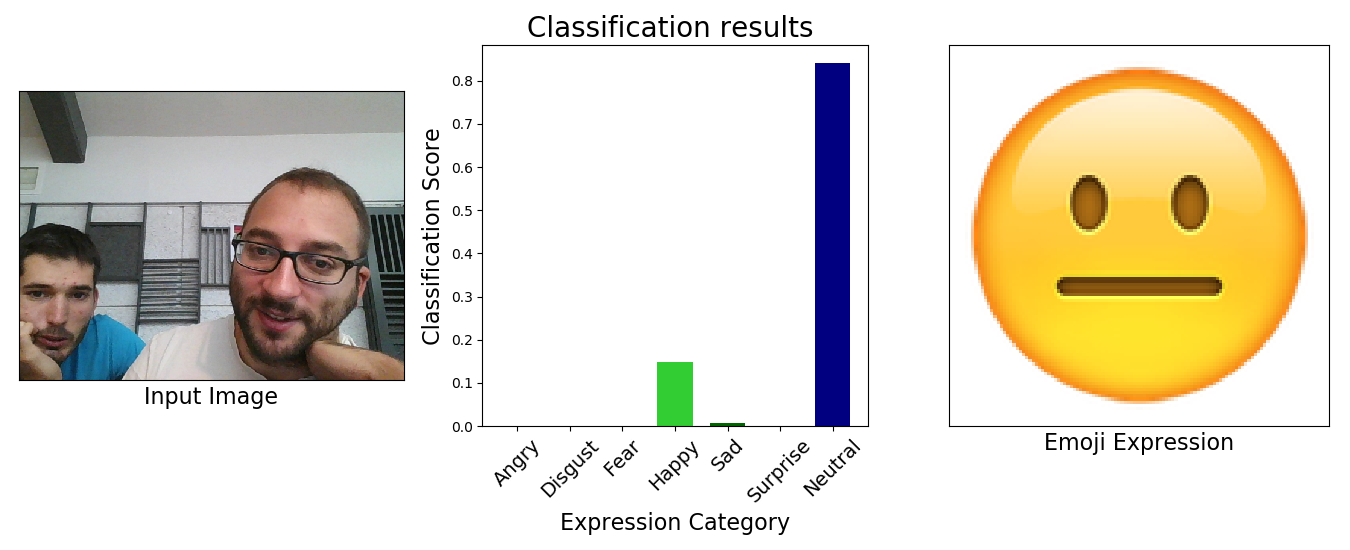 Classification results
Classification Score
0.8
0.7
0.6
0.5
0.4
0.3
0.2
0.1
0.0
Angry
Disgust
Fear
Happy
Sad
Surprise
Neutral
Expression Category
Input Image
Emoji Expression